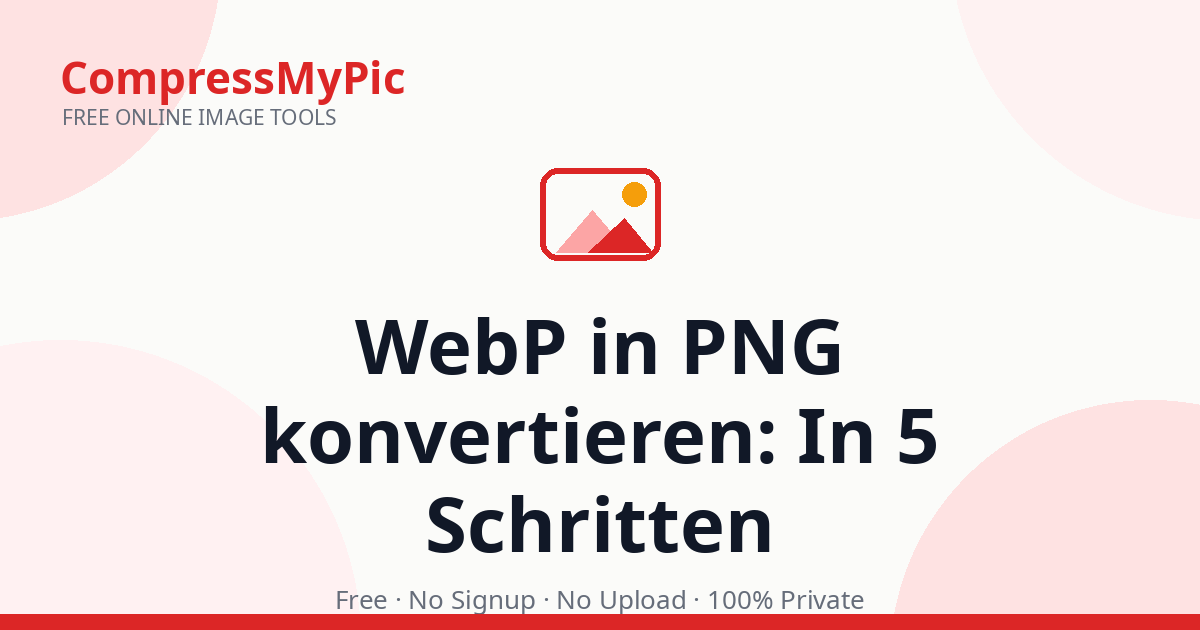 CompressMyPic
FREE ONLINE IMAGE TOOLS
WebP in PNG
konvertieren: In 5
Schritten
Free · No Signup · No Upload · 100% Private